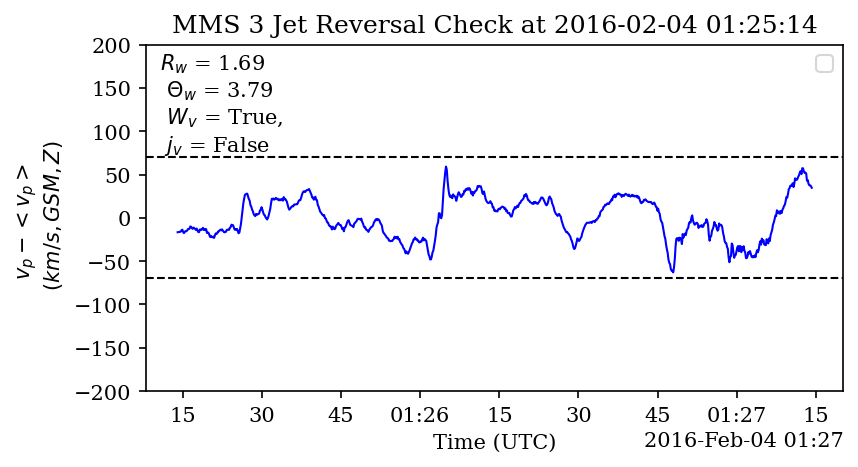 MMS 3 Jet Reversal Check at 2016-02-04 01:25:14
v_p - < v_p >
(km/s, GSM, Z)
200
150
100
50
0
−50
−100
−150
−200
R_w = 1.69
Θ_w = 3.79
W_v = True,
j_v = False
15 30 45 01:26 15 30 45 01:27 15
Time (UTC)
2016-Feb-04 01:27